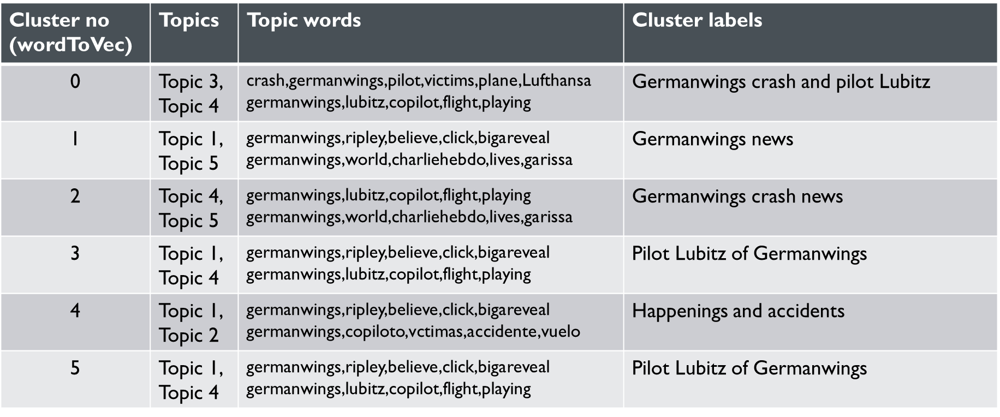 Cluster no (wordToVec) Topics Topic words Cluster labels
0 Topic 3, crash,germanwings,pilot,victims,plane,Lufthansa Germanwings crash and pilot Lubitz
Topic 4 germanwings,lubitz,copilot,flight,playing
1 Topic 1, germanwings,ripley,believe,click,bigareveal Germanwings news
Topic 5 germanwings,world,charliehebdo,lives,garissa
2 Topic 4, germanwings,lubitz,copilot,flight,playing Germanwings crash news
Topic 5 germanwings,world,charliehebdo,lives,garissa
3 Topic 1, germanwings,ripley,believe,click,bigareveal Pilot Lubitz of Germanwings
Topic 4 germanwings,lubitz,copilot,flight,playing
4 Topic 1, germanwings,ripley,believe,click,bigareveal Happenings and accidents
Topic 2 germanwings,copiloto,vctimas,accidente,vuelo
5 Topic 1, germanwings,ripley,believe,click,bigareveal Pilot Lubitz of Germanwings
Topic 4 germanwings,lubitz,copilot,flight,playing